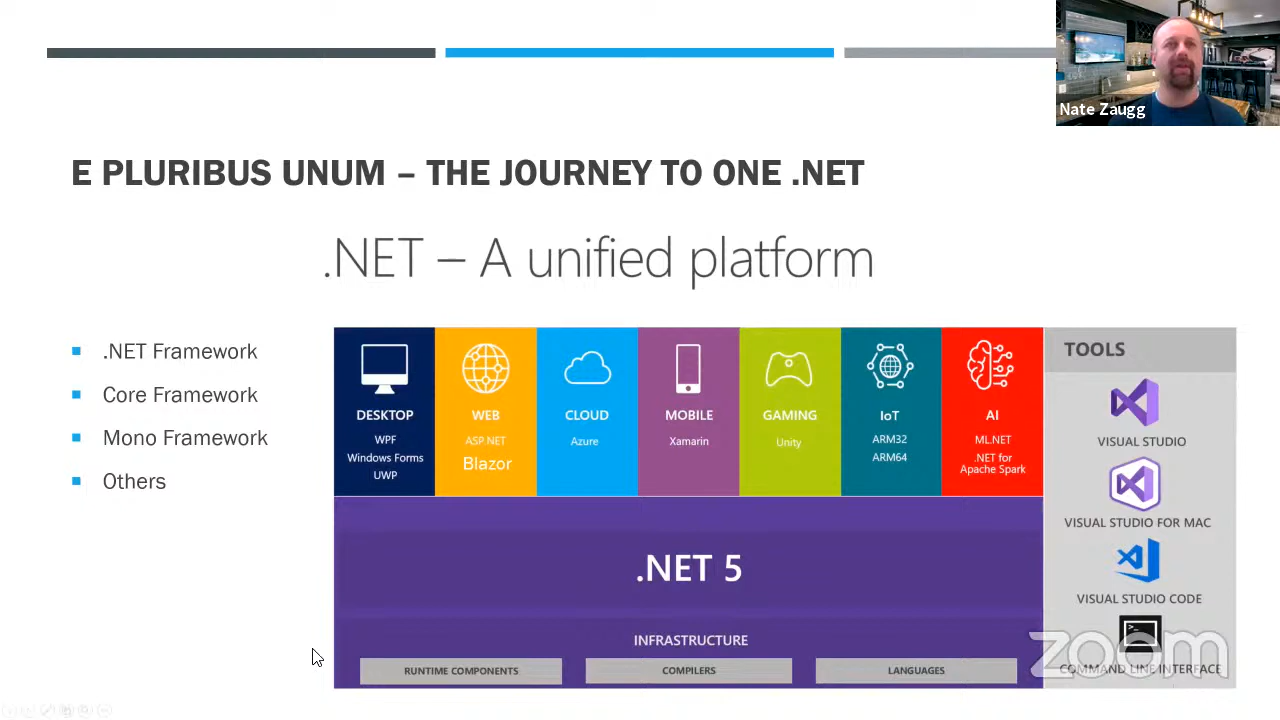 Nate Zaugg
E PLURIBUS UNUM – THE JOURNEY TO ONE .NET
.NET – A unified platform
.NET Framework
Core Framework
Mono Framework
Others
DESKTOP
WPF
Windows Forms
UWP
WEB
ASP.NET
Blazor
CLOUD
Azure
MOBILE
Xamarin
GAMING
Unity
IoT
ARM32
ARM64
AI
ML.NET
.NET for
Apache Spark
.NET 5
INFRASTRUCTURE
RUNTIME COMPONENTS
COMPILERS
LANGUAGES
TOOLS
VISUAL STUDIO
VISUAL STUDIO FOR MAC
VISUAL STUDIO CODE
COMMAND LINE INTERFACE
zoom